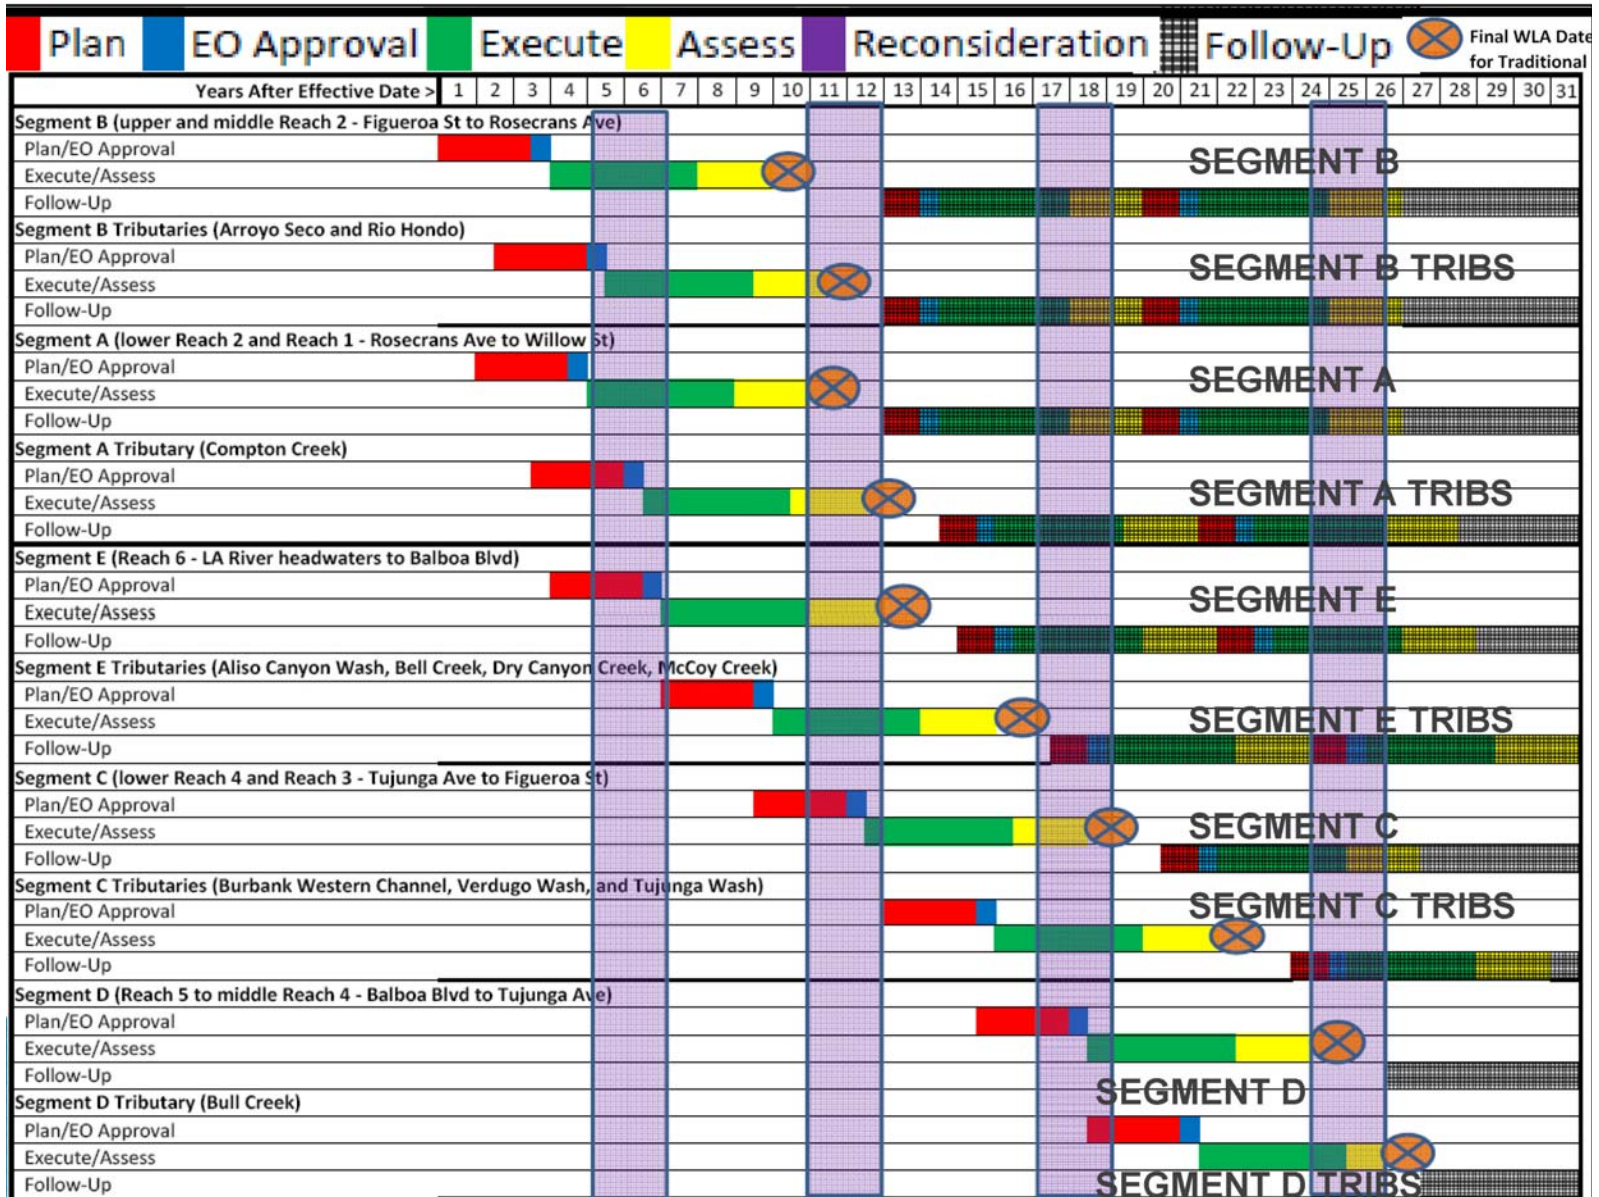 Plan EO Approval Execute Assess Reconsideration Follow-Up Final WLA Date
for Traditional
Years After Effective Date > 1 2 3 4 5 6 7 8 9 10 11 12 13 14 15 16 17 18 19 20 21 22 23 24 25 26 27 28 29 30 31
Segment B (upper and middle Reach 2 - Figueroa St to Rosecrans Ave)
Plan/EO Approval
SEGMENT B
Execute/Assess
Follow-Up
Segment B Tributaries (Arroyo Seco and Rio Hondo)
Plan/EO Approval
SEGMENT B TRIBS
Execute/Assess
Follow-Up
Segment A (lower Reach 2 and Reach 1 - Rosecrans Ave to Willow St)
Plan/EO Approval
SEGMENT A
Execute/Assess
Follow-Up
Segment A Tributary (Compton Creek)
Plan/EO Approval
SEGMENT A TRIBS
Execute/Assess
Follow-Up
Segment E (Reach 6 - LA River headwaters to Balboa Blvd)
Plan/EO Approval
SEGMENT E
Execute/Assess
Follow-Up
Segment E Tributaries (Aliso Canyon Wash, Bell Creek, Dry Canyon Creek, McCoy Creek)
Plan/EO Approval
Execute/Assess
SEGMENT E TRIBS
Follow-Up
Segment C (lower Reach 4 and Reach 3 - Tujunga Ave to Figueroa St)
Plan/EO Approval
Execute/Assess
SEGMENT C
Follow-Up
Segment C Tributaries (Burbank Western Channel, Verdugo Wash, and Tujunga Wash)
Plan/EO Approval
SEGMENT C TRIBS
Execute/Assess
Follow-Up
Segment D (Reach 5 to middle Reach 4 - Balboa Blvd to Tujunga Ave)
Plan/EO Approval
Execute/Assess
Follow-Up
SEGMENT D
Segment D Tributary (Bull Creek)
Plan/EO Approval
Execute/Assess
Follow-Up
SEGMENT D TRIBS